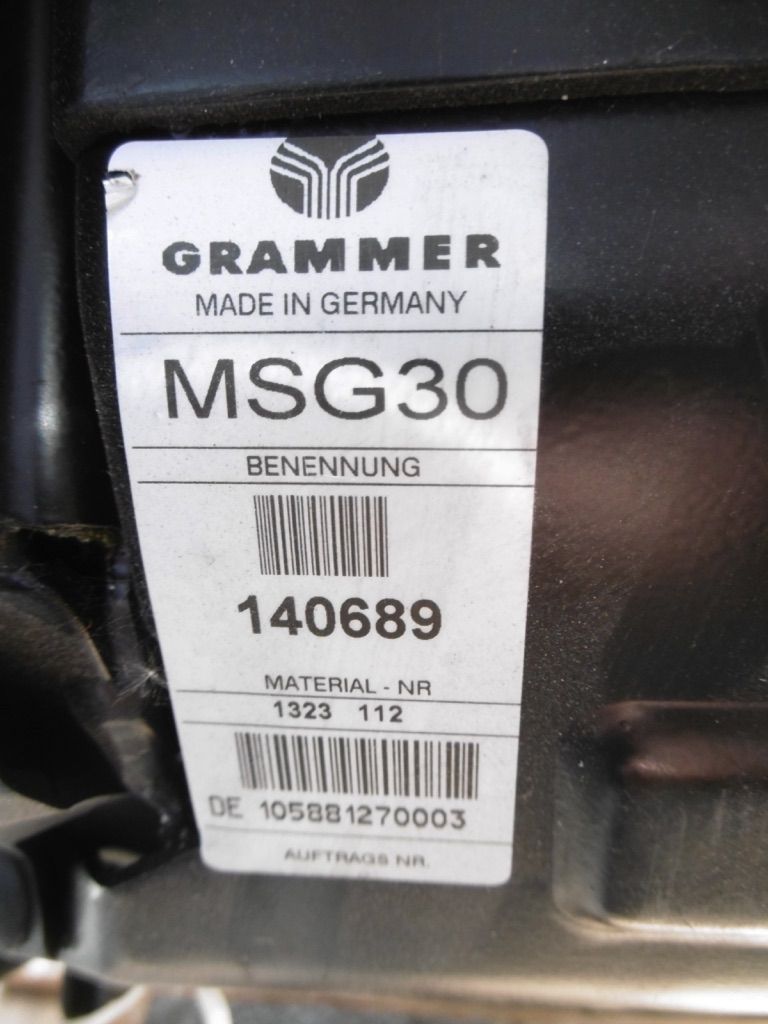 GRAMMER
MADE IN GERMANY
MSG30
BENENNUNG
140689
MATERIAL - NR
1323 112
DE 105881270003
AUFTRAGS NR.